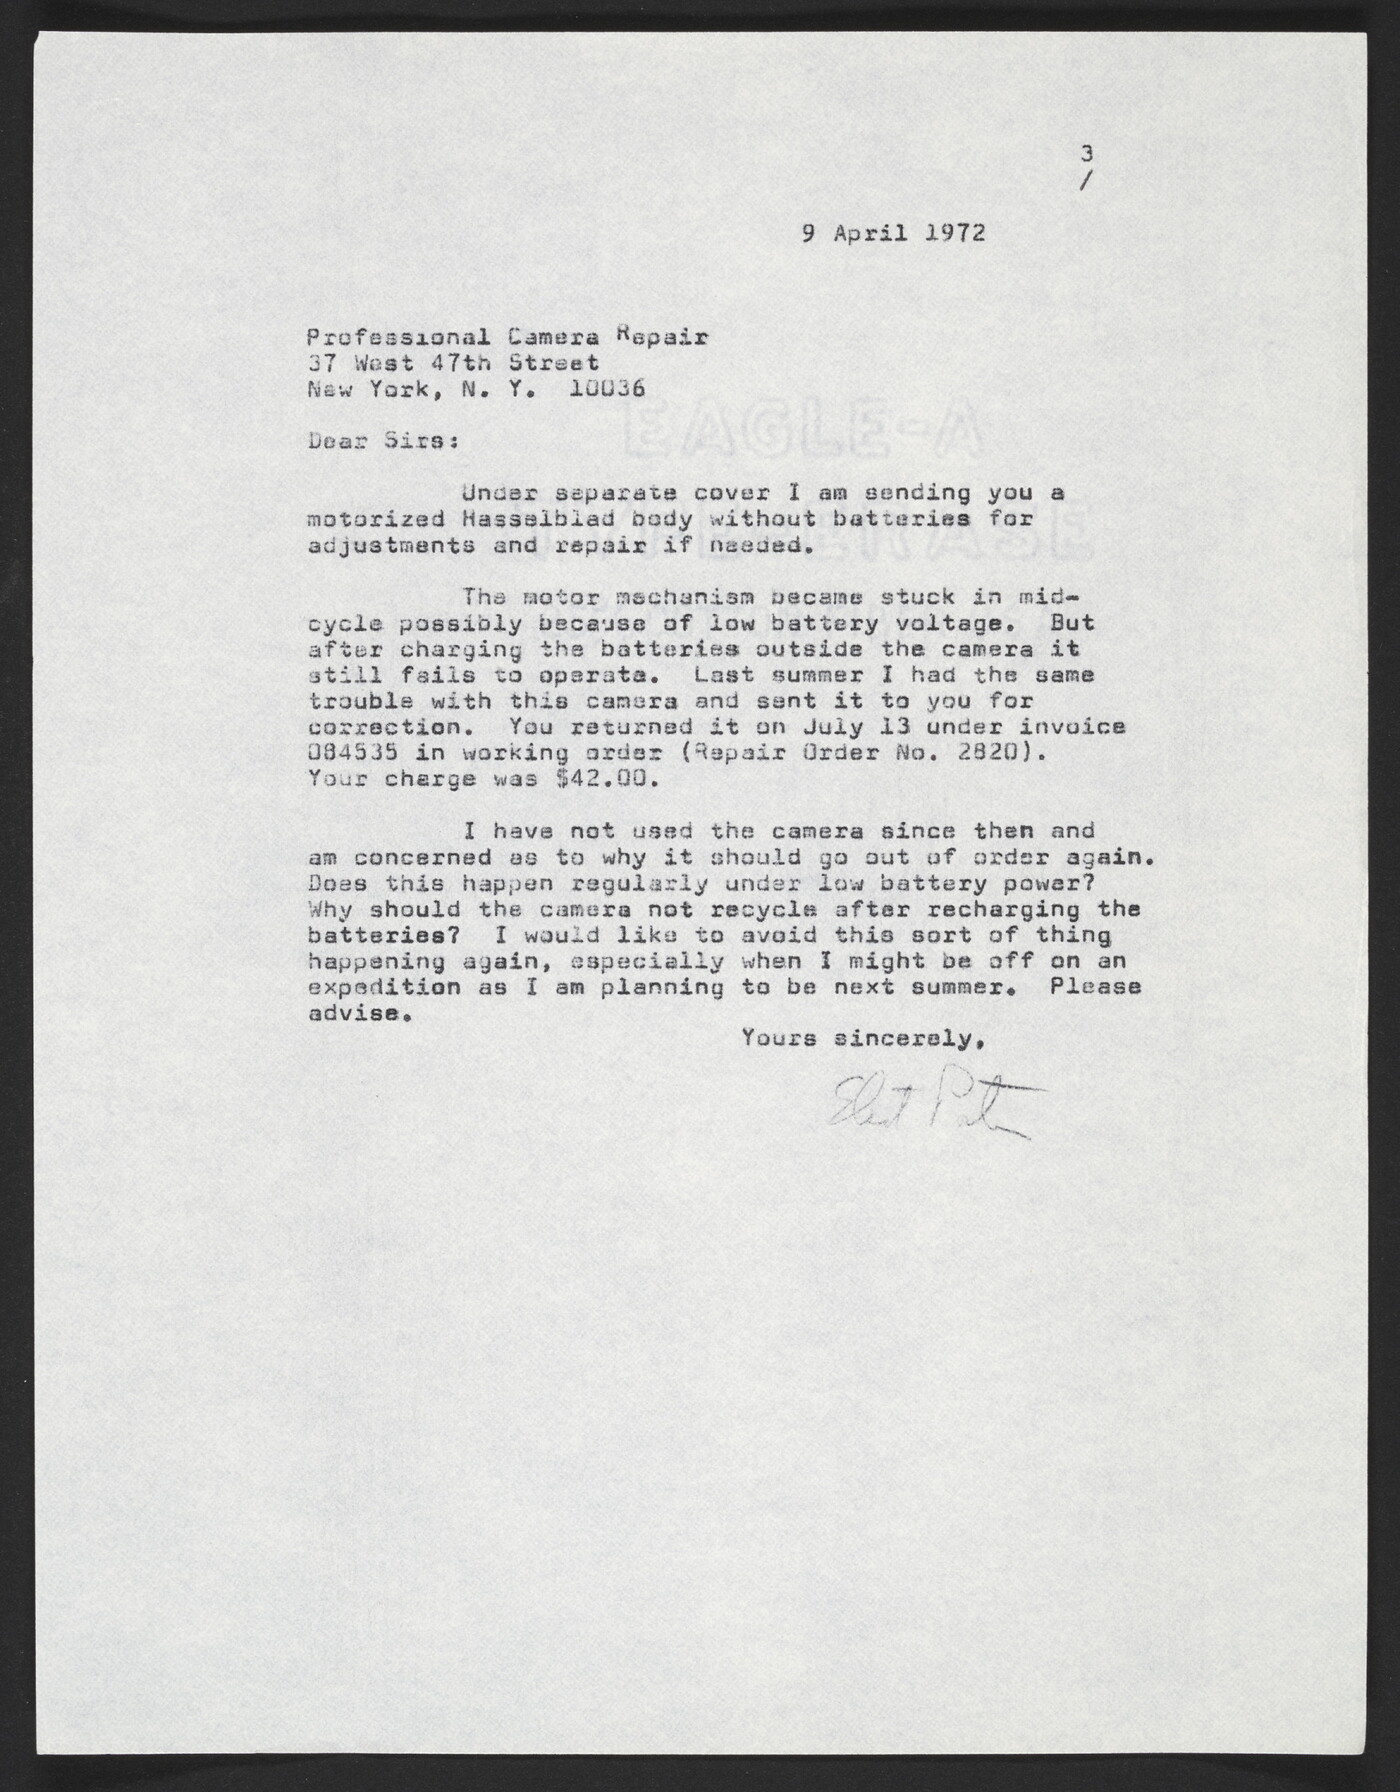 3
/
9 April 1972
Professional Camera Repair
37 West 47th Street
New York, N. Y.  10036
Dear Sirs:
Under separate cover I am sending you a
motorized Hasselblad body without batteries for
adjustments and repair if needed.
The motor mechanism became stuck in mid-
cycle possibly because of low battery voltage.  But
after charging the batteries outside the camera it
still fails to operate.  Last summer I had the same
trouble with this camera and sent it to you for
correction.  You returned it on July 13 under invoice
084535 in working order (Repair Order No. 2820).
Your charge was $42.00.
I have not used the camera since then and
am concerned as to why it should go out of order again.
Does this happen regularly under low battery power?
Why should the camera not recycle after recharging the
batteries?  I would like to avoid this sort of thing
happening again, especially when I might be off on an
expedition as I am planning to be next summer.  Please
advise.
Yours sincerely,
Eliot Porter
EAGLE-A